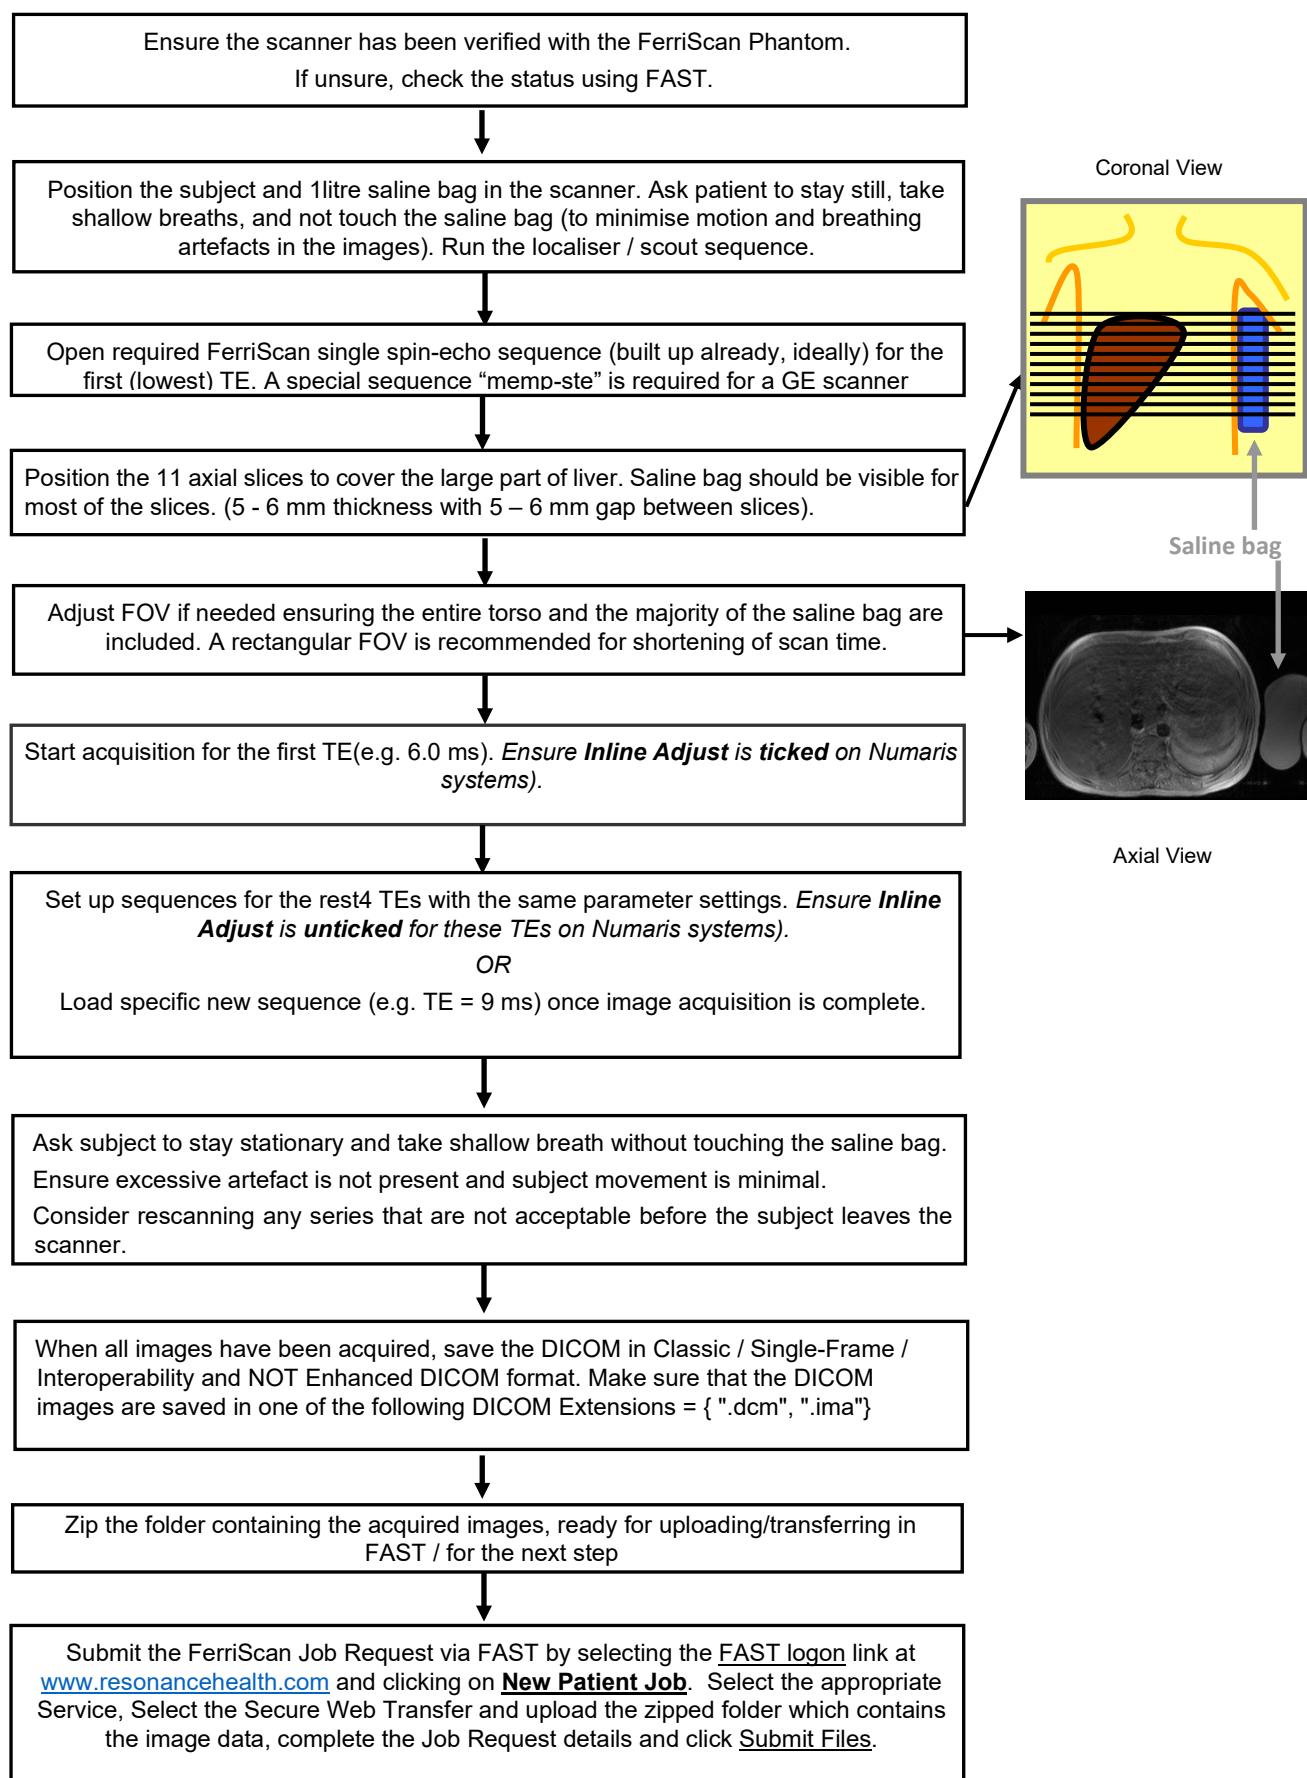 Ensure the scanner has been verified with the FerriScan Phantom.
If unsure, check the status using FAST.
Position the subject and 1litre saline bag in the scanner. Ask patient to stay still, take
shallow breaths, and not touch the saline bag (to minimise motion and breathing
artefacts in the images). Run the localiser / scout sequence.
Coronal View
Open required FerriScan single spin-echo sequence (built up already, ideally) for the
first (lowest) TE. A special sequence “memp-ste” is required for a GE scanner
Position the 11 axial slices to cover the large part of liver. Saline bag should be visible for
most of the slices. (5 - 6 mm thickness with 5 – 6 mm gap between slices).
Saline bag
Adjust FOV if needed ensuring the entire torso and the majority of the saline bag are
included. A rectangular FOV is recommended for shortening of scan time.
Start acquisition for the first TE(e.g. 6.0 ms). Ensure Inline Adjust is ticked on Numaris
systems).
Axial View
Set up sequences for the rest4 TEs with the same parameter settings. Ensure Inline
Adjust is unticked for these TEs on Numaris systems).
OR
Load specific new sequence (e.g. TE = 9 ms) once image acquisition is complete.
Ask subject to stay stationary and take shallow breath without touching the saline bag.
Ensure excessive artefact is not present and subject movement is minimal.
Consider rescanning any series that are not acceptable before the subject leaves the
scanner.
When all images have been acquired, save the DICOM in Classic / Single-Frame /
Interoperability and NOT Enhanced DICOM format. Make sure that the DICOM
images are saved in one of the following DICOM Extensions = { ".dcm", ".ima"}
Zip the folder containing the acquired images, ready for uploading/transferring in
FAST / for the next step
Submit the FerriScan Job Request via FAST by selecting the FAST logon link at
www.resonancehealth.com and clicking on New Patient Job.  Select the appropriate
Service, Select the Secure Web Transfer and upload the zipped folder which contains
the image data, complete the Job Request details and click Submit Files.